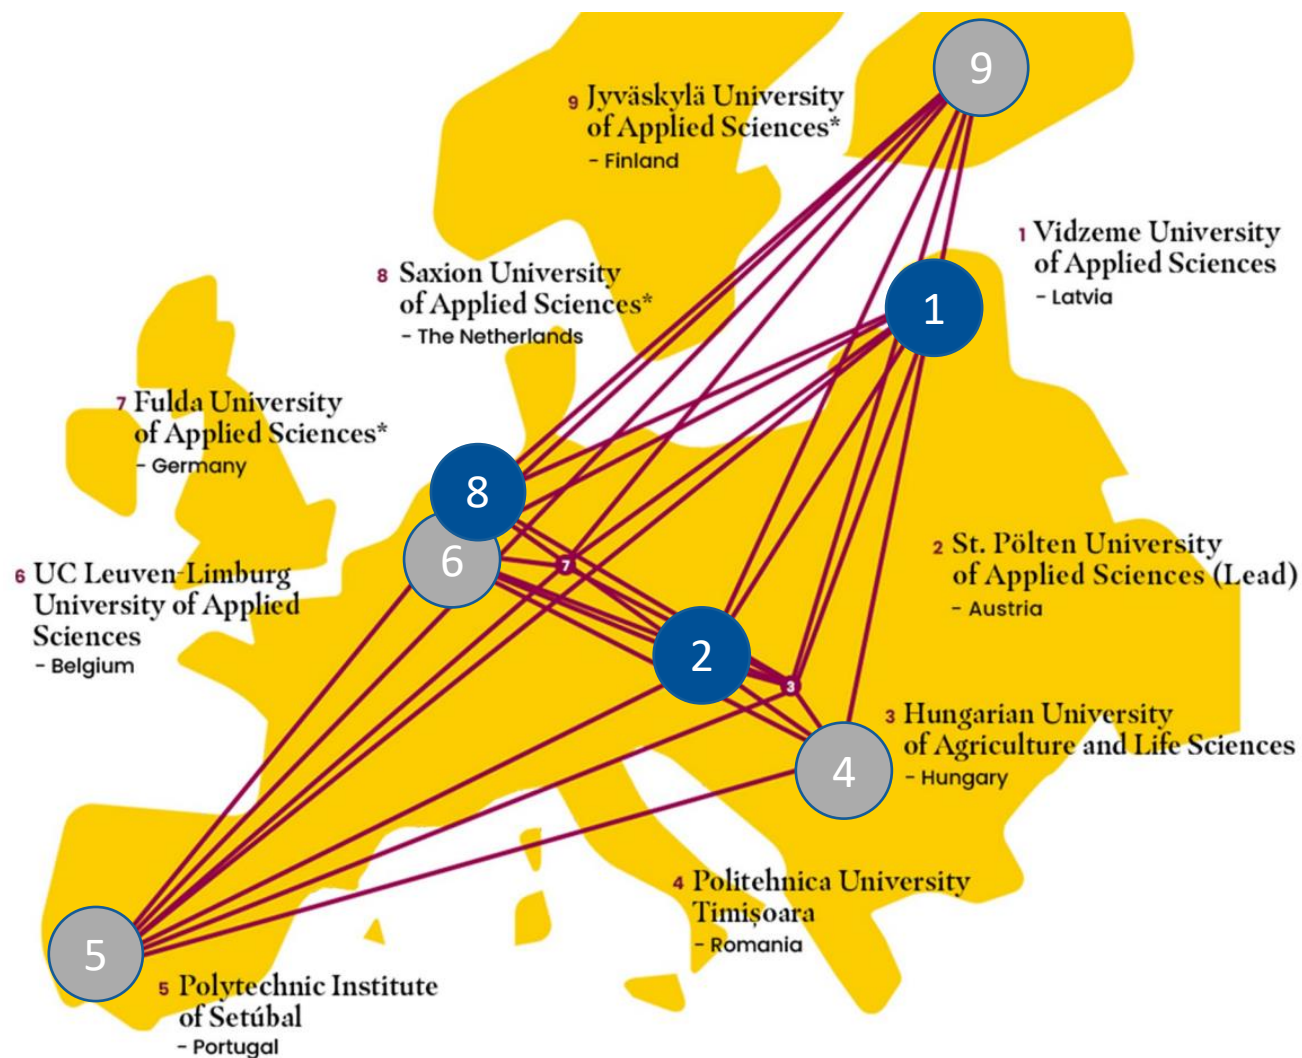 9
9 Jyväskylä University
of Applied Sciences*
- Finland
1 Vidzeme University
of Applied Sciences
- Latvia
8 Saxion University
of Applied Sciences*
- The Netherlands
1
7 Fulda University
of Applied Sciences*
- Germany
8
6
7
2 St. Pölten University
of Applied Sciences (Lead)
- Austria
6 UC Leuven-Limburg
University of Applied
Sciences
- Belgium
2
3
3 Hungarian University
of Agriculture and Life Sciences
- Hungary
4
4 Politehnica University
Timișoara
- Romania
5
5 Polytechnic Institute
of Setúbal
- Portugal